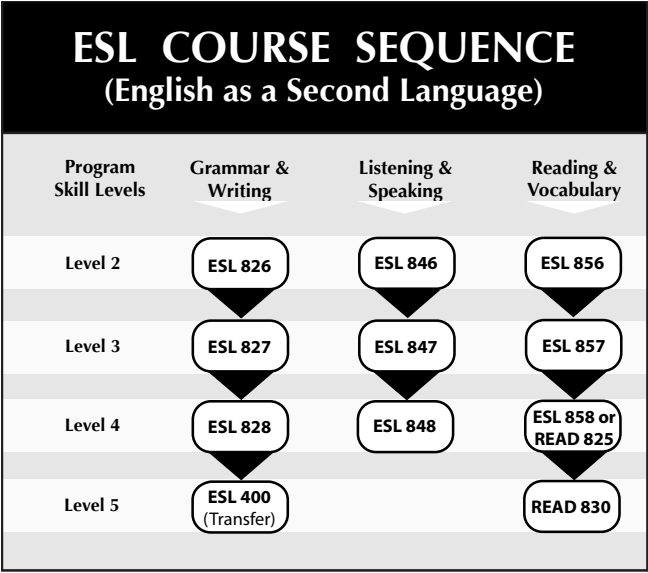 ESL COURSE SEQUENCE
(English as a Second Language)
Program
Skill Levels
Grammar &
Writing
Listening &
Speaking
Reading &
Vocabulary
Level 2
ESL 826
ESL 846
ESL 856
Level 3
ESL 827
ESL 847
ESL 857
Level 4
ESL 828
ESL 848
ESL 858 or
READ 825
Level 5
ESL 400
(Transfer)
READ 830